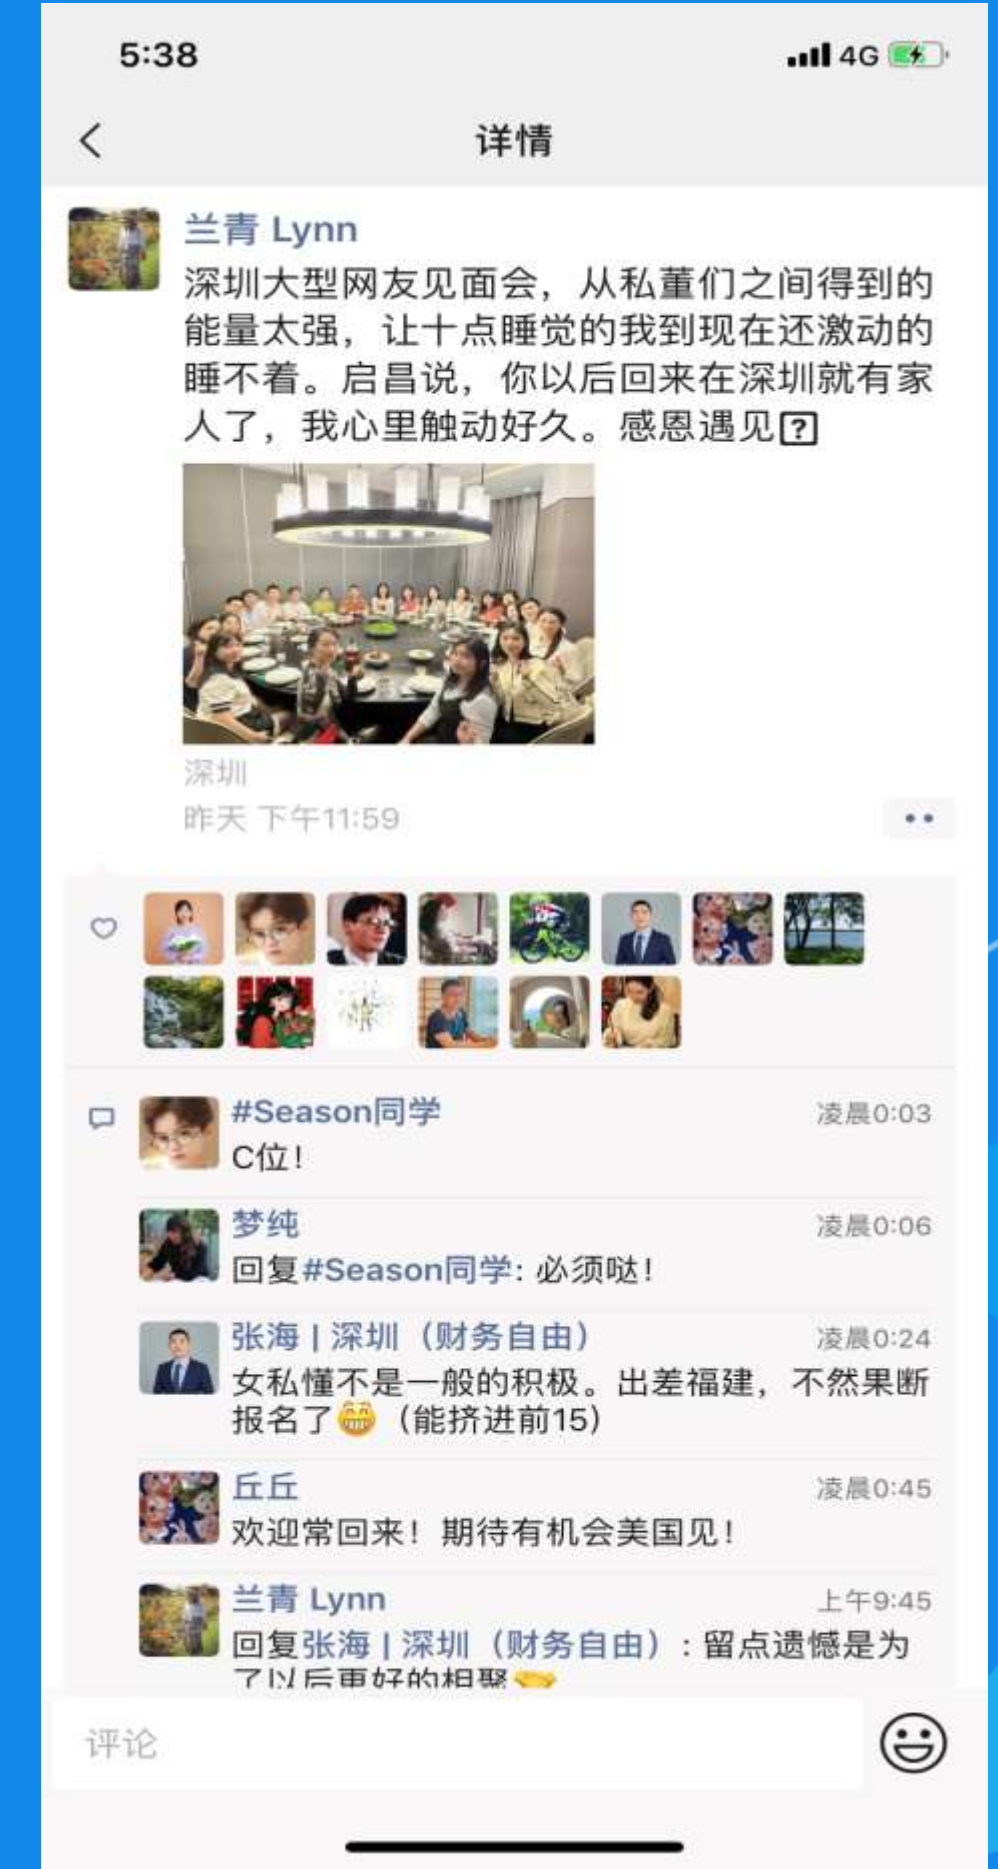 5:38
4G
详情
兰青 Lynn
深圳大型网友见面会，从私董们之间得到的
能量太强，让十点睡觉的我到现在还激动的
睡不着。启昌说，你以后回来在深圳就有家
人了，我心里触动好久。感恩遇见?
深圳
昨天 下午11:59
#Season同学
凌晨0:03
C位！
梦纯
凌晨0:06
回复#Season同学: 必须哒！
张海 | 深圳（财务自由）
凌晨0:24
女私懂不是一般的积极。出差福建，不然果断
报名了😁（能挤进前15）
丘丘
凌晨0:45
欢迎常回来！期待有机会美国见！
兰青 Lynn
上午9:45
回复张海 | 深圳（财务自由）: 留点遗憾是为
了以后更好的相聚🤝
评论